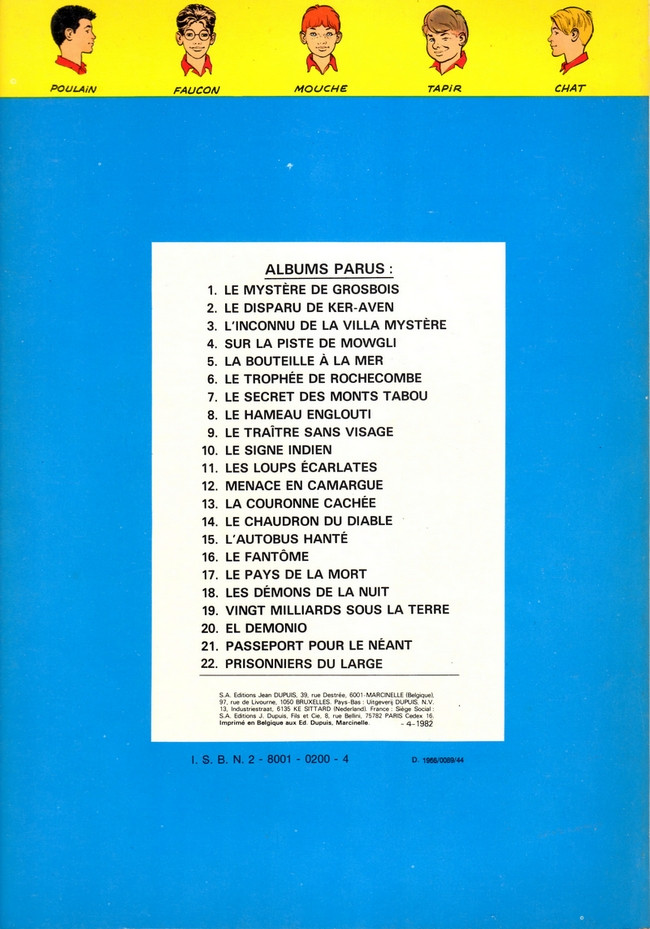 POULAIN FAUCON MOUCHE TAPIR CHAT
ALBUMS PARUS :
1. LE MYSTÈRE DE GROSBOIS
2. LE DISPARU DE KER-AVEN
3. L'INCONNU DE LA VILLA MYSTÈRE
4. SUR LA PISTE DE MOWGLI
5. LA BOUTEILLE À LA MER
6. LE TROPHÉE DE ROCHECOMBE
7. LE SECRET DES MONTS TABOU
8. LE HAMEAU ENGLOUTI
9. LE TRAÎTRE SANS VISAGE
10. LE SIGNE INDIEN
11. LES LOUPS ÉCARLATES
12. MENACE EN CAMARGUE
13. LA COURONNE CACHÉE
14. LE CHAUDRON DU DIABLE
15. L'AUTOBUS HANTÉ
16. LE FANTÔME
17. LE PAYS DE LA MORT
18. LES DÉMONS DE LA NUIT
19. VINGT MILLIARDS SOUS LA TERRE
20. EL DEMONIO
21. PASSEPORT POUR LE NÉANT
22. PRISONNIERS DU LARGE
S.A. Editions Jean DUPUIS, 39, rue Destrée, 6001-MARCINELLE (Belgique).
97, rue de Livourne, 1050 BRUXELLES. Pays-Bas : Uitgeverij DUPUIS. N.V.
13, Industriestraat, 6135 KE SITTARD (Nederland). France : Siège Social :
S.A. Editions J. Dupuis, Fils et Cie, 8, rue Bellini, 75782 PARIS Cedex 16.
Imprimé en Belgique aux Ed. Dupuis, Marcinelle. - 4-1982
I. S. B. N. 2 - 8001 - 0200 - 4 D. 1966/0089/44